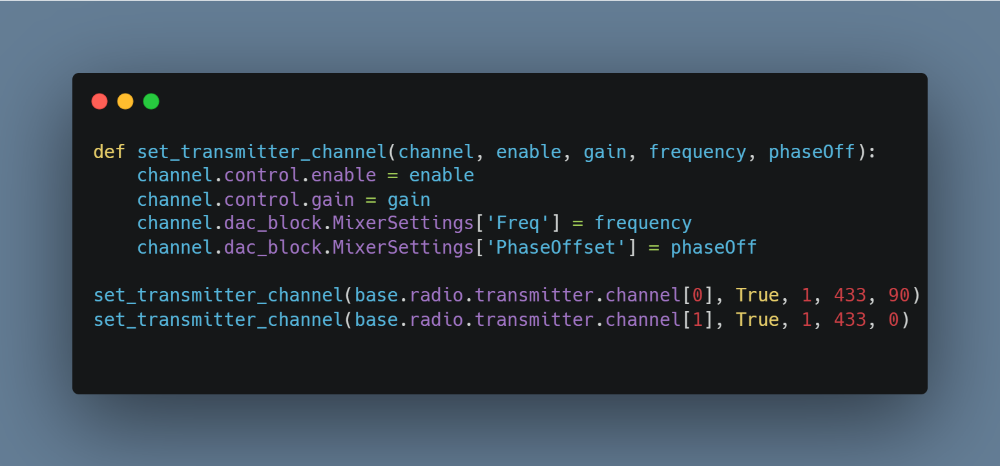 def set_transmitter_channel(channel, enable, gain, frequency, phaseOff):
    channel.control.enable = enable
    channel.control.gain = gain
    channel.dac_block.MixerSettings['Freq'] = frequency
    channel.dac_block.MixerSettings['PhaseOffset'] = phaseOff

set_transmitter_channel(base.radio.transmitter.channel[0], True, 1, 433, 90)
set_transmitter_channel(base.radio.transmitter.channel[1], True, 1, 433, 0)